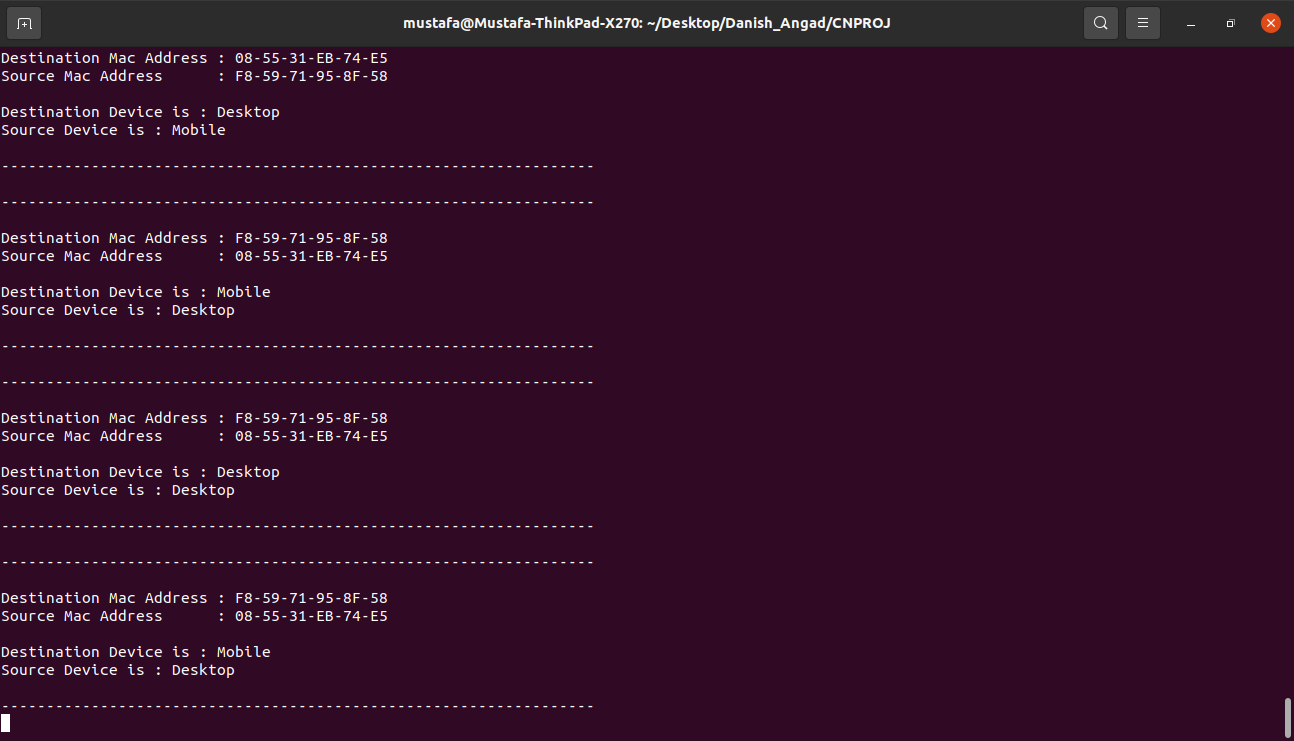 mustafa@Mustafa-ThinkPad-X270: ~/Desktop/Danish_Angad/CNPROJ
Destination Mac Address : 08-55-31-EB-74-E5
Source Mac Address      : F8-59-71-95-8F-58
Destination Device is : Desktop
Source Device is : Mobile
------------------------------------------------------------------
------------------------------------------------------------------
Destination Mac Address : F8-59-71-95-8F-58
Source Mac Address      : 08-55-31-EB-74-E5
Destination Device is : Mobile
Source Device is : Desktop
------------------------------------------------------------------
------------------------------------------------------------------
Destination Mac Address : F8-59-71-95-8F-58
Source Mac Address      : 08-55-31-EB-74-E5
Destination Device is : Desktop
Source Device is : Desktop
------------------------------------------------------------------
------------------------------------------------------------------
Destination Mac Address : F8-59-71-95-8F-58
Source Mac Address      : 08-55-31-EB-74-E5
Destination Device is : Mobile
Source Device is : Desktop
------------------------------------------------------------------